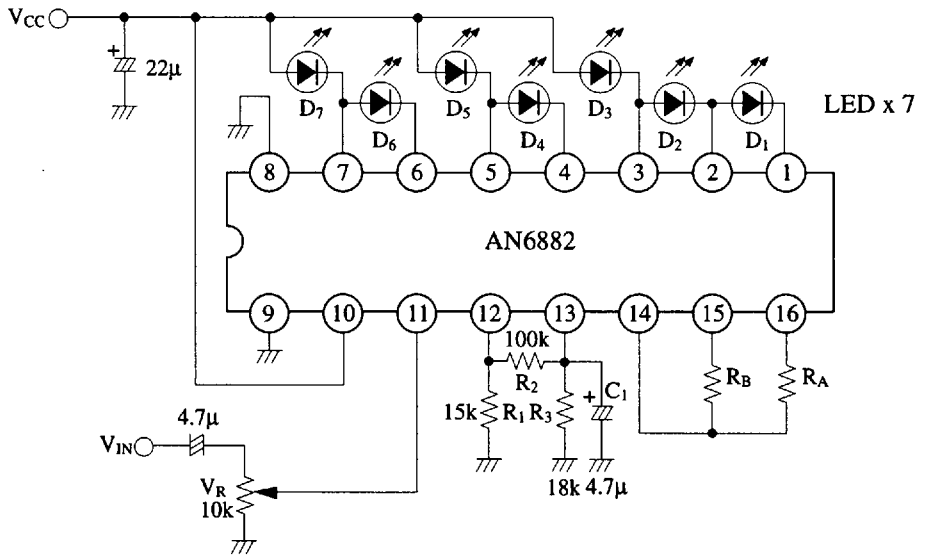 VCC
+
22μ
D7
D6
D5
D4
D3
D2
D1
LED x 7
8
7
6
5
4
3
2
1
AN6882
9
10
11
12
13
14
15
16
100k
R2
15k
R1
R3
+
C1
18k
4.7μ
RB
RA
4.7μ
VIN
VR
10k